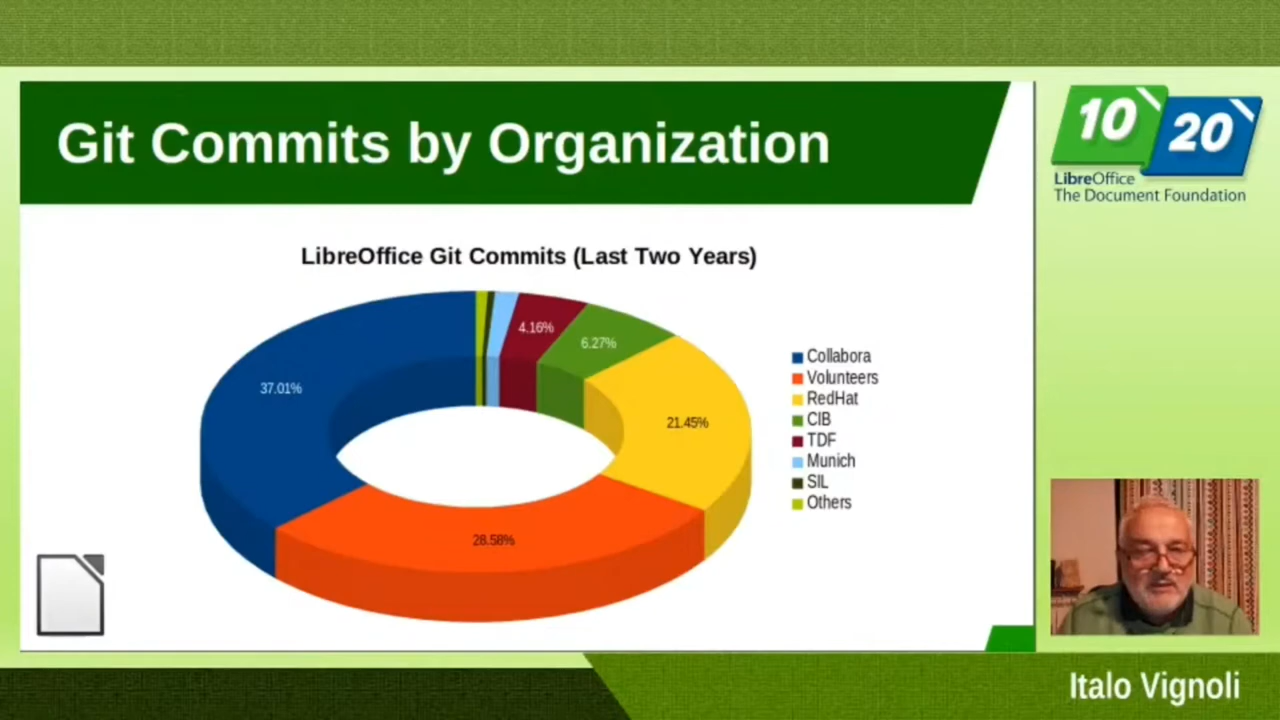 Git Commits by Organization
10
20
LibreOffice
The Document Foundation
LibreOffice Git Commits (Last Two Years)
4.16%
6.27%
37.01%
21.45%
28.58%
Collabora
Volunteers
RedHat
CIB
TDF
Munich
SIL
Others
Italo Vignoli